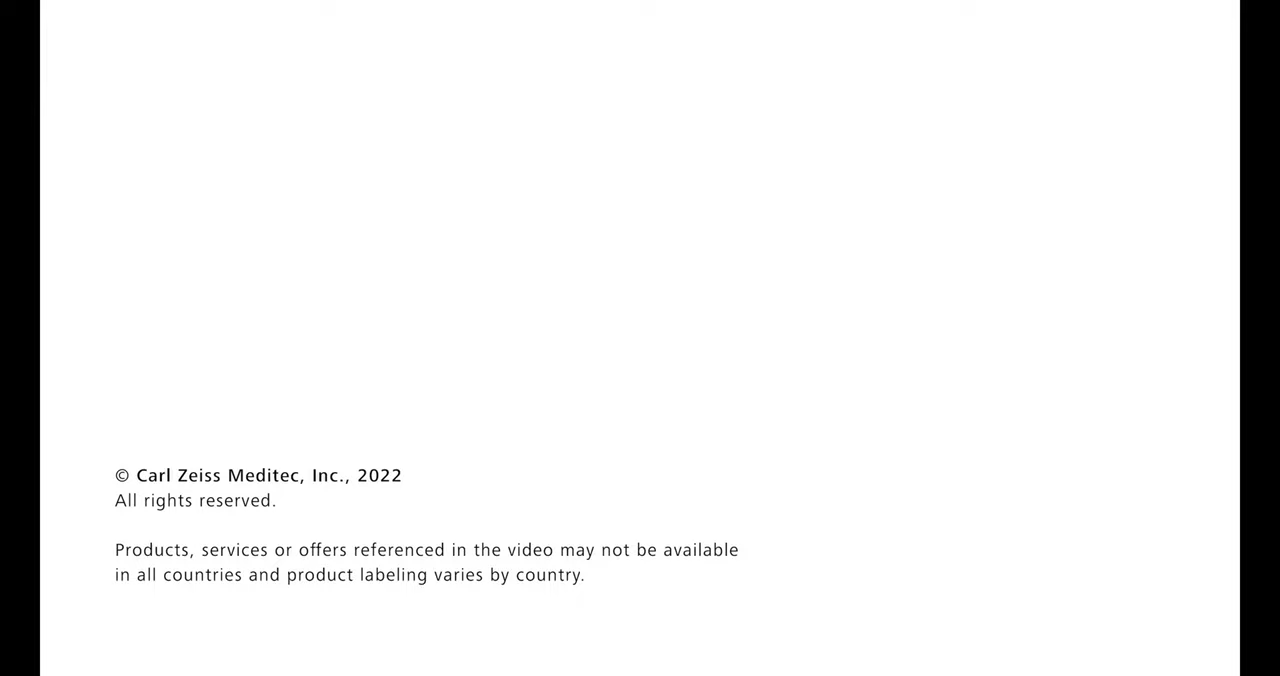 © Carl Zeiss Meditec, Inc., 2022
All rights reserved.
Products, services or offers referenced in the video may not be available
in all countries and product labeling varies by country.